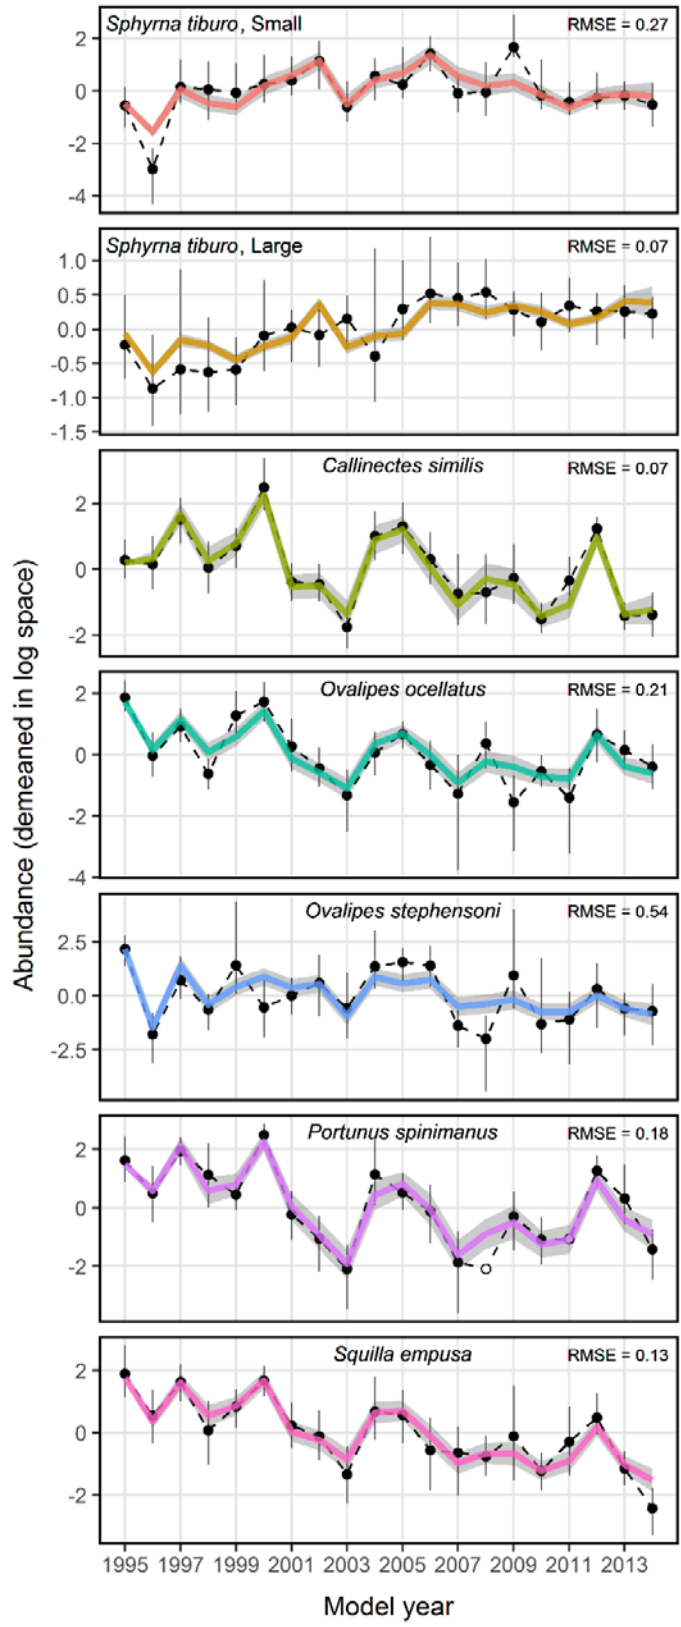 Sphyrna tiburo, Small
RMSE = 0.27
2
0
-2
-4
Sphyrna tiburo, Large
RMSE = 0.07
1.0
0.5
0.0
-0.5
-1.0
-1.5
Callinectes similis
RMSE = 0.07
2
0
-2
Ovalipes ocellatus
RMSE = 0.21
2
0
-2
-4
Ovalipes stephensoni
RMSE = 0.54
2.5
0.0
-2.5
Portunus spinimanus
RMSE = 0.18
2
0
-2
Squilla empusa
RMSE = 0.13
2
0
-2
Abundance (demeaned in log space)
1995 1997 1999 2001 2003 2005 2007 2009 2011 2013
Model year